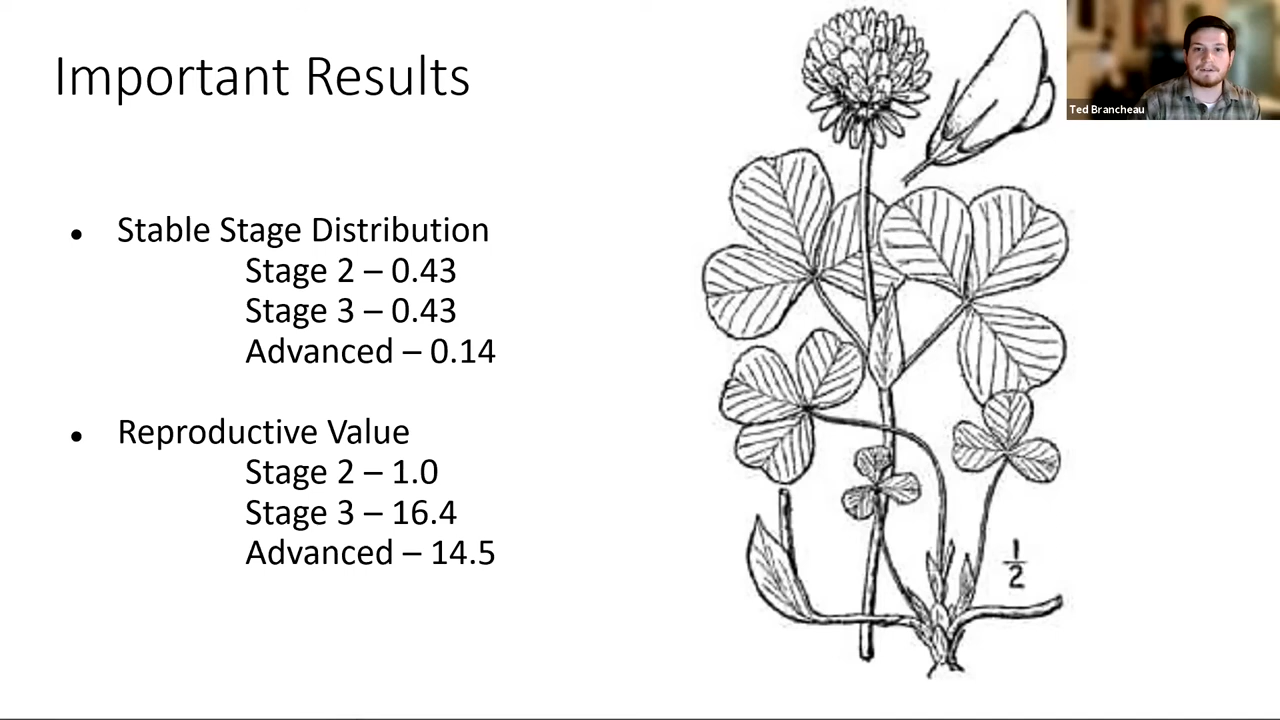 Important Results
Ted Brancheau
● Stable Stage Distribution
Stage 2 – 0.43
Stage 3 – 0.43
Advanced – 0.14
● Reproductive Value
Stage 2 – 1.0
Stage 3 – 16.4
Advanced – 14.5
1/2